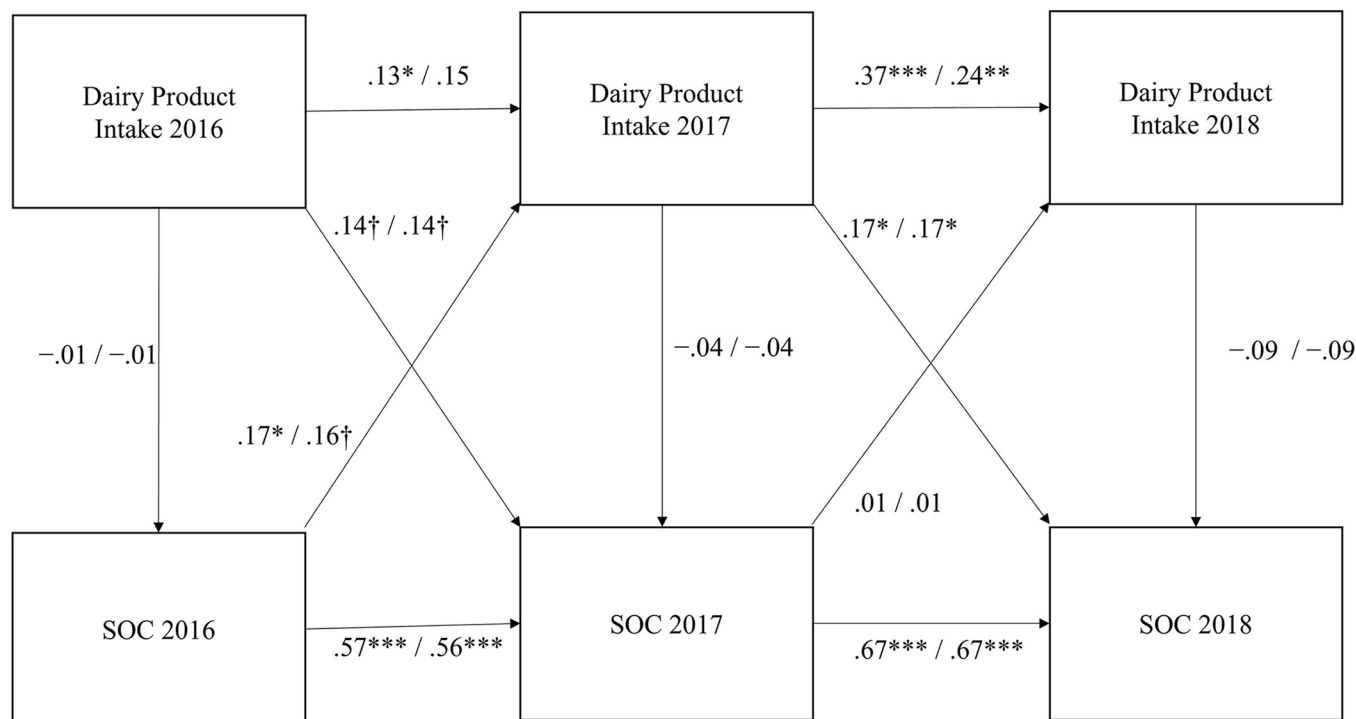 Dairy Product
Intake 2016
.13* / .15
Dairy Product
Intake 2017
.37*** / .24**
Dairy Product
Intake 2018
.14† / .14†
.17* / .17*
−.01 / −.01
−.04 / −.04
−.09 / −.09
.17* / .16†
.01 / .01
SOC 2016
.57*** / .56***
SOC 2017
.67*** / .67***
SOC 2018